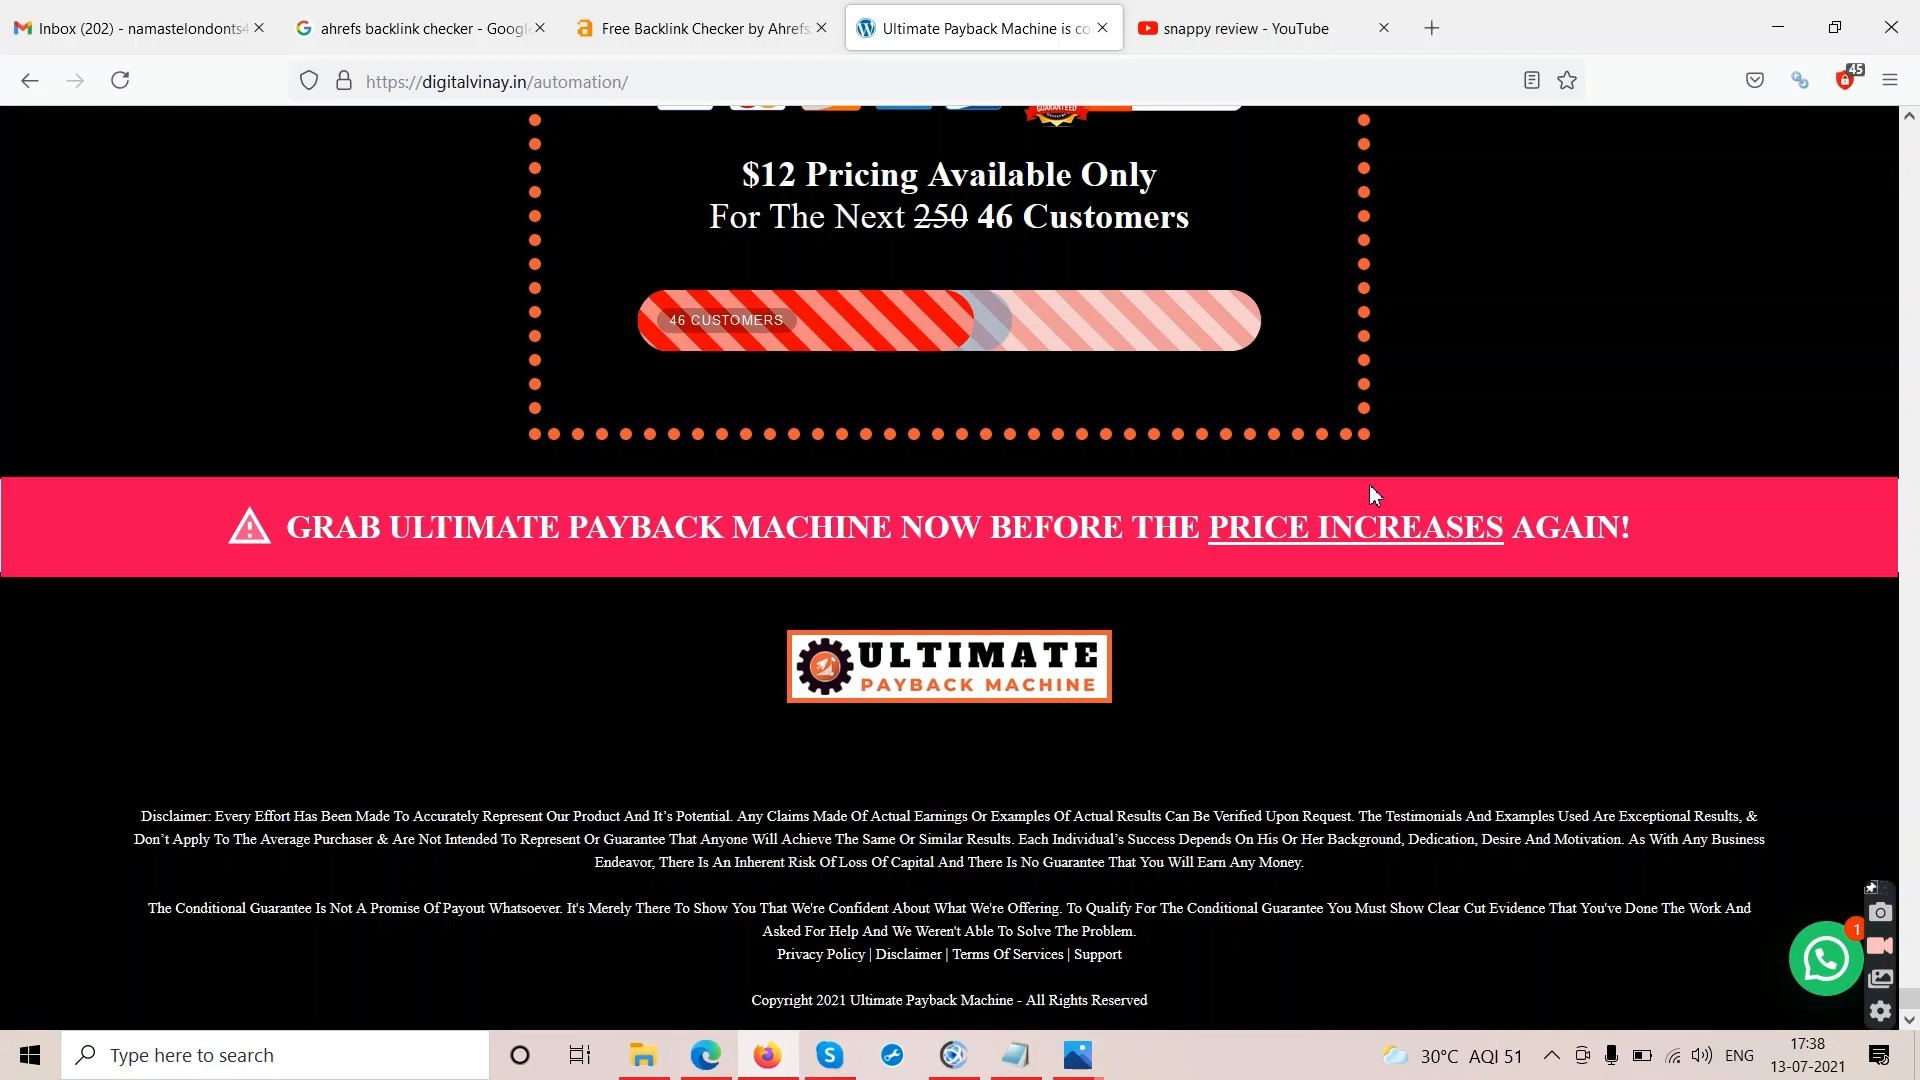 Inbox (202) - namastelondonts4
ahrefs backlink checker - Googl
Free Backlink Checker by Ahrefs
Ultimate Payback Machine is co
snappy review - YouTube
https://digitalvinay.in/automation/
45
GUARANTEED
$12 Pricing Available Only
For The Next 250 46 Customers
46 CUSTOMERS
GRAB ULTIMATE PAYBACK MACHINE NOW BEFORE THE PRICE INCREASES AGAIN!
ULTIMATE
PAYBACK MACHINE
Disclaimer: Every Effort Has Been Made To Accurately Represent Our Product And It's Potential. Any Claims Made Of Actual Earnings Or Examples Of Actual Results Can Be Verified Upon Request. The Testimonials And Examples Used Are Exceptional Results, &
Don't Apply To The Average Purchaser & Are Not Intended To Represent Or Guarantee That Anyone Will Achieve The Same Or Similar Results. Each Individual's Success Depends On His Or Her Background, Dedication, Desire And Motivation. As With Any Business
Endeavor, There Is An Inherent Risk Of Loss Of Capital And There Is No Guarantee That You Will Earn Any Money.
The Conditional Guarantee Is Not A Promise Of Payout Whatsoever. It's Merely There To Show You That We're Confident About What We're Offering. To Qualify For The Conditional Guarantee You Must Show Clear Cut Evidence That You've Done The Work And
Asked For Help And We Weren't Able To Solve The Problem.
Privacy Policy | Disclaimer | Terms Of Services | Support
1
Copyright 2021 Ultimate Payback Machine - All Rights Reserved
Type here to search
30°C AQI 51
ENG
17:38
13-07-2021